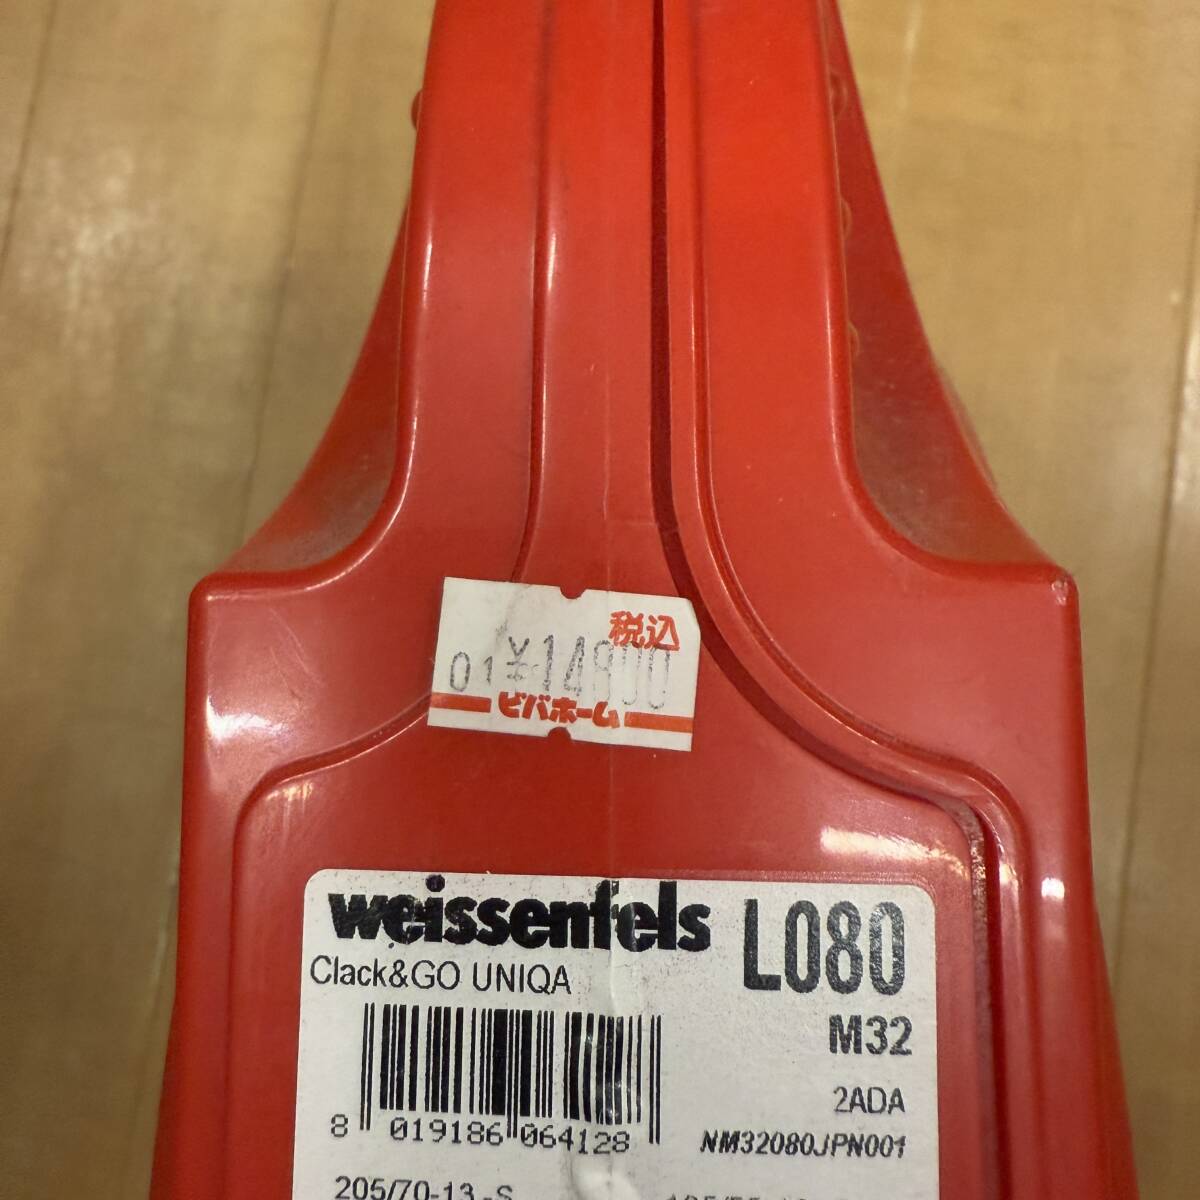 税込
01 ¥14800
ビバホーム
weissenfels L080
Clack&GO UNIQA
M32
2ADA
8 019186 064128
NM32080JPN001
205/70-13 -S